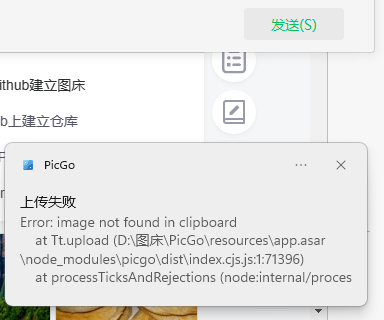 发送(S)
ithub建立图床
b上建立仓库
PicGo
上传失败
Error: image not found in clipboard
at Tt.upload (D:\图床\PicGo\resources\app.asar
\node_modules\picgo\dist\index.cjs.js:1:71396)
at processTicksAndRejections (node:internal/proces